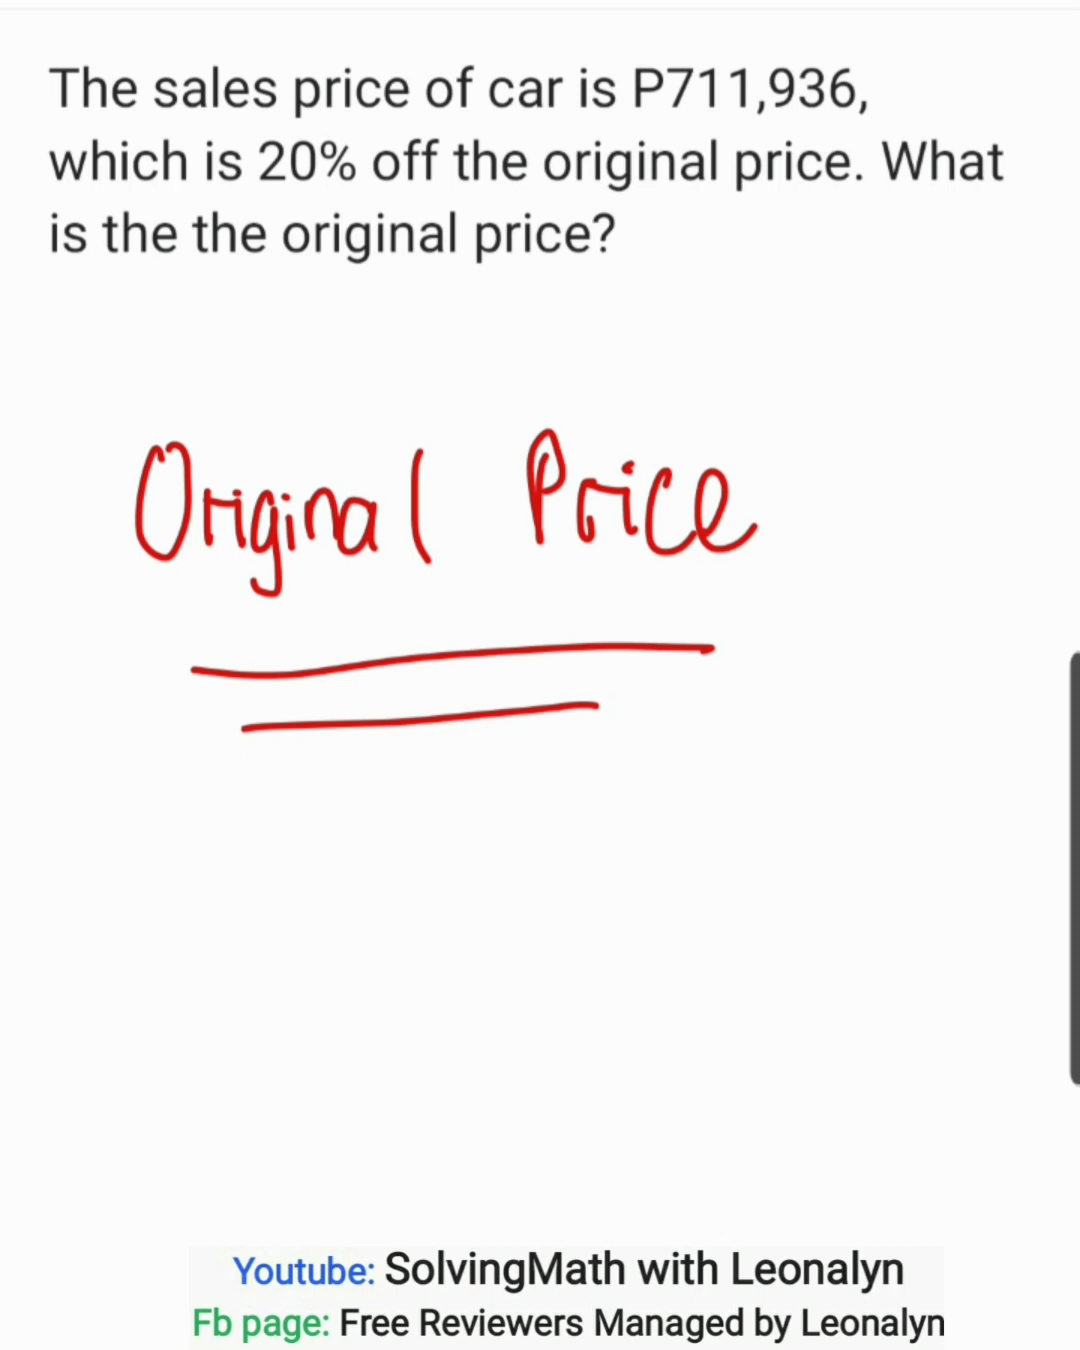 The sales price of car is P711,936,
which is 20% off the original price. What
is the the original price?
Original Price
Youtube: SolvingMath with Leonalyn
Fb page: Free Reviewers Managed by Leonalyn